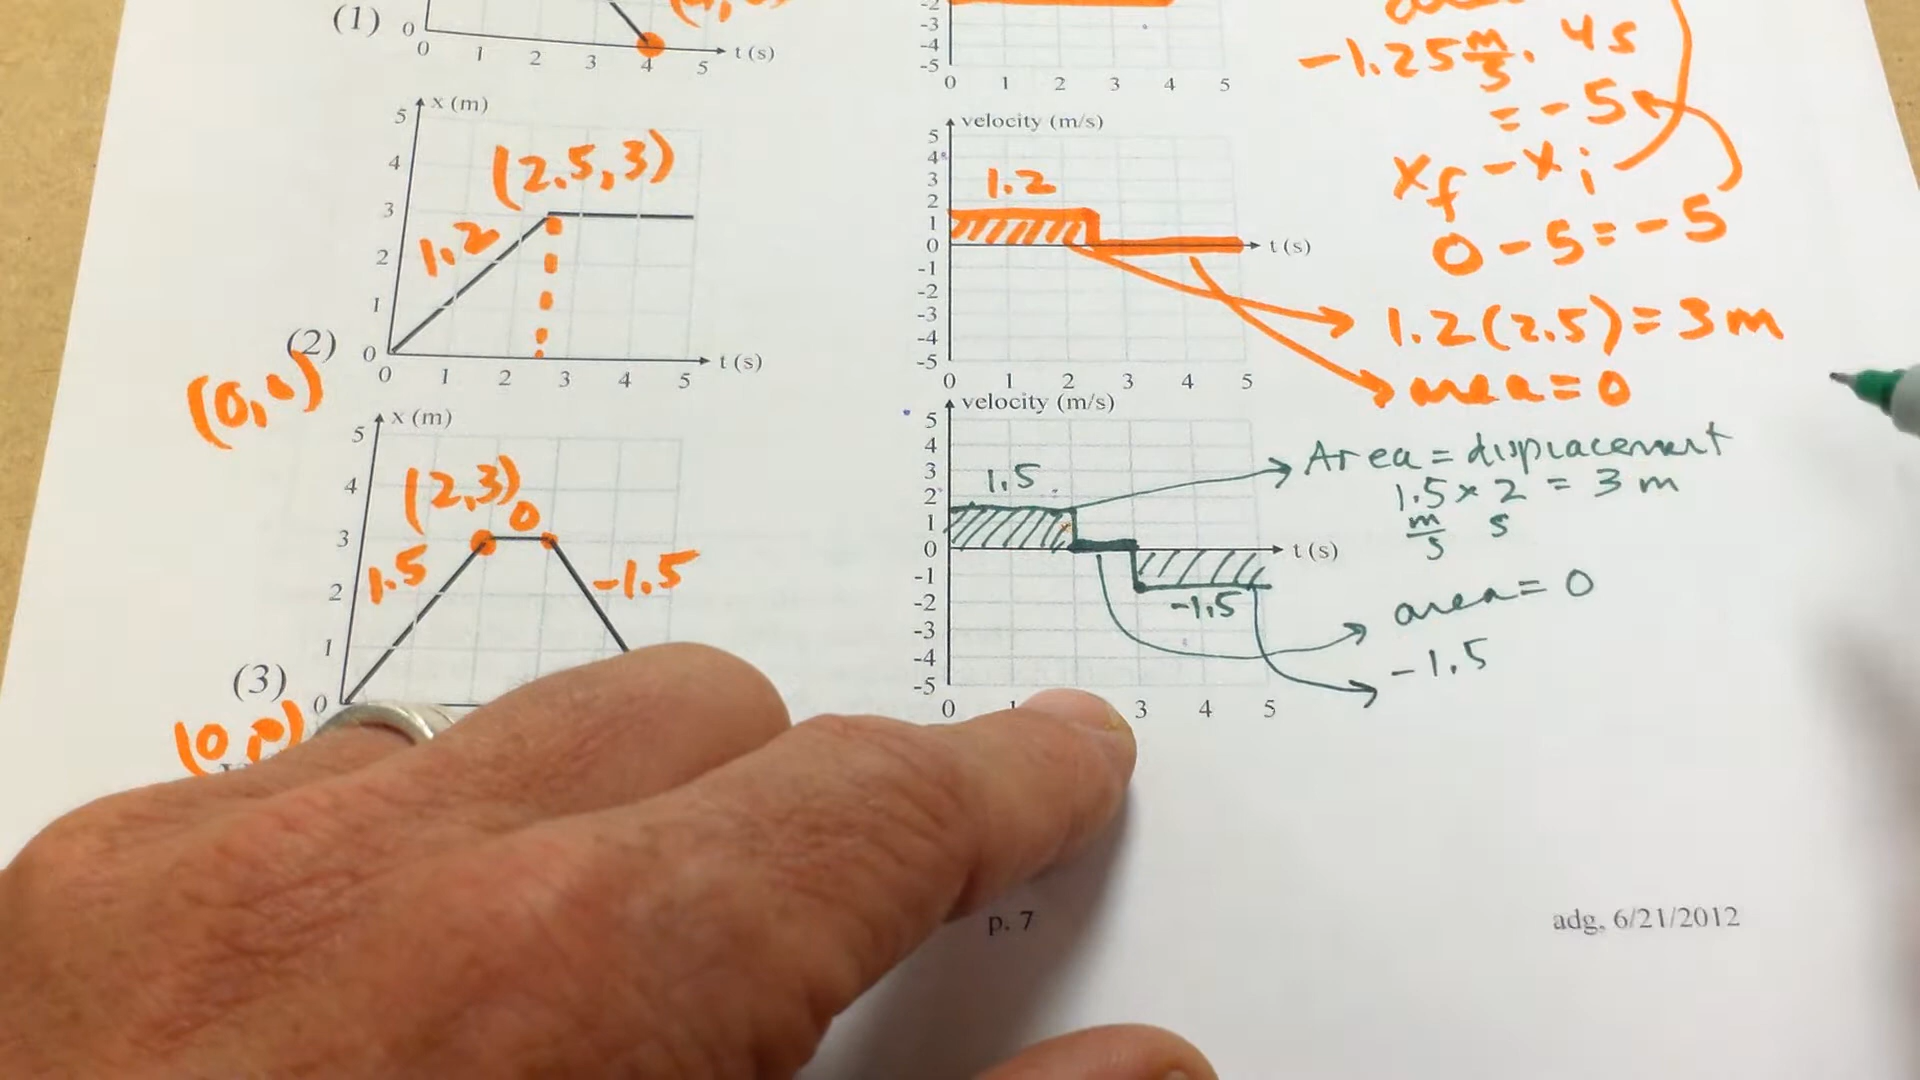 (1)
0
0 1 2 3 4 5
t (s)
-2
-3
-4
-5
0 1 2 3 4 5
-1.25 m/s · 4s
= -5
xf - xi
0 - 5 = -5
x (m)
5
4
3
2
1
0
(2.5, 3)
1.2
(2)
0 1 2 3 4 5
t (s)
velocity (m/s)
5
4
3
2
1
0
-1
-2
-3
-4
-5
1.2
t (s)
0 1 2 3 4 5
1.2(2.5) = 3m
area = 0
x (m)
5
4
3
2
1
0
(2,3)
0
1.5
-1.5
(3)
velocity (m/s)
5
4
3
2
1
0
-1
-2
-3
-4
-5
1.5
t (s)
-1.5
0 1 3 4 5
Area = displacement
1.5 × 2 = 3 m
m/s s
area = 0
-1.5
p. 7
adg, 6/21/2012